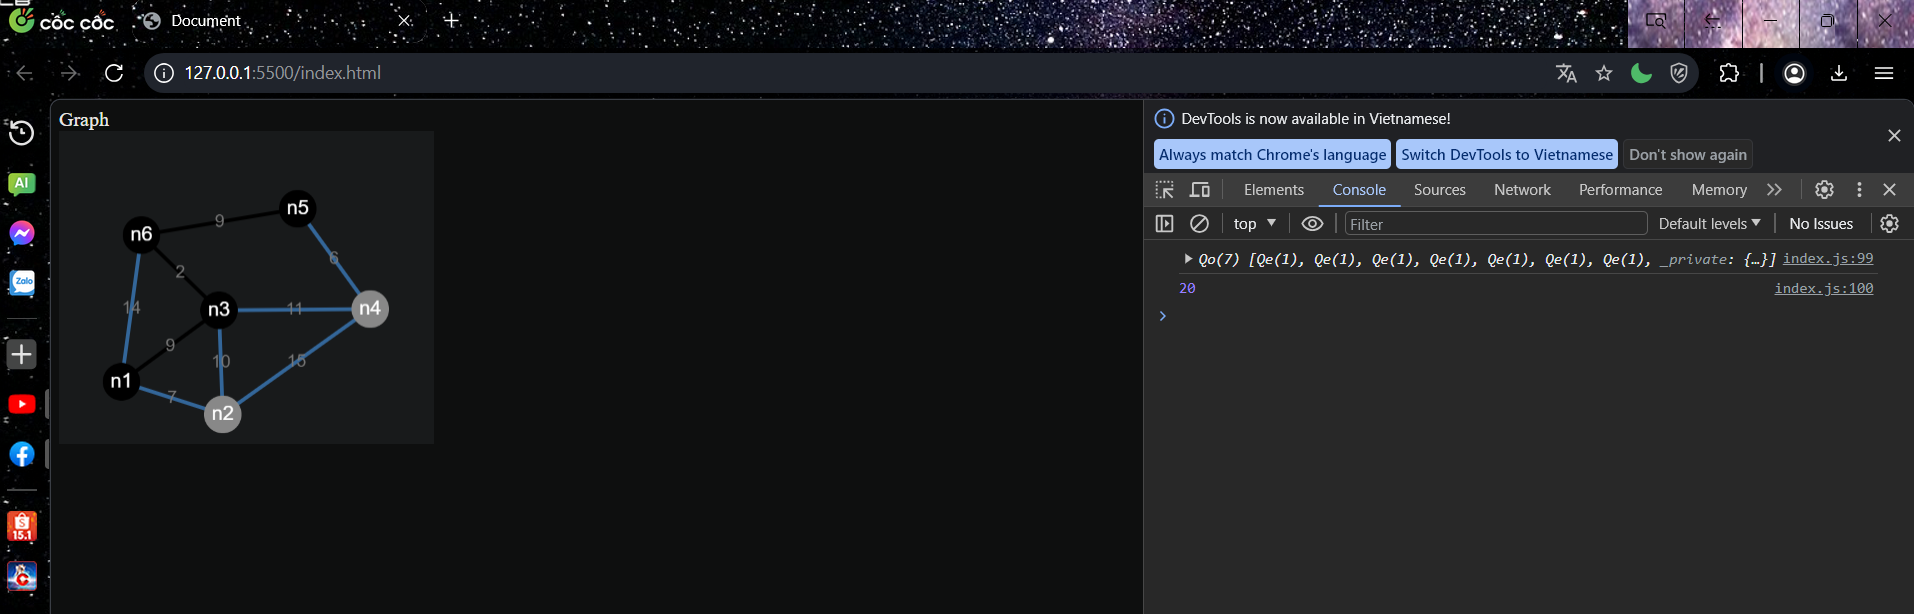 cốc cốc
Document
127.0.0.1:5500/index.html
Graph
n5
9
n6
6
2
14
n3
11
n4
9
10
15
n1
7
n2
AI
Zalo
15.1
DevTools is now available in Vietnamese!
Always match Chrome's language Switch DevTools to Vietnamese Don't show again
Elements Console Sources Network Performance Memory
top Filter Default levels No Issues
Qo(7) [Qe(1), Qe(1), Qe(1), Qe(1), Qe(1), Qe(1), Qe(1), _private: {…}] index.js:99
20 index.js:100